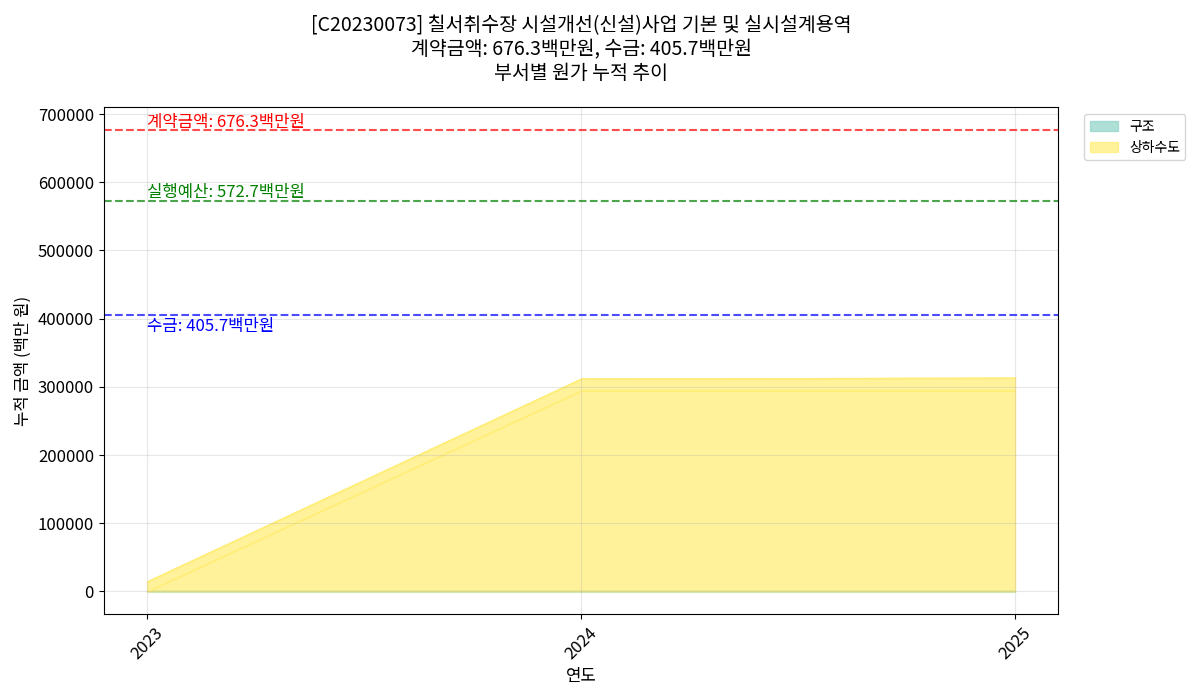 [C20230073] 칠서취수장 시설개선(신설)사업 기본 및 실시설계용역
계약금액: 676.3백만원, 수금: 405.7백만원
부서별 원가 누적 추이
700000
600000
500000
400000
300000
200000
100000
0
누적 금액 (백만 원)
계약금액: 676.3백만원
실행예산: 572.7백만원
수금: 405.7백만원
구조
상하수도
2023
2024
2025
연도